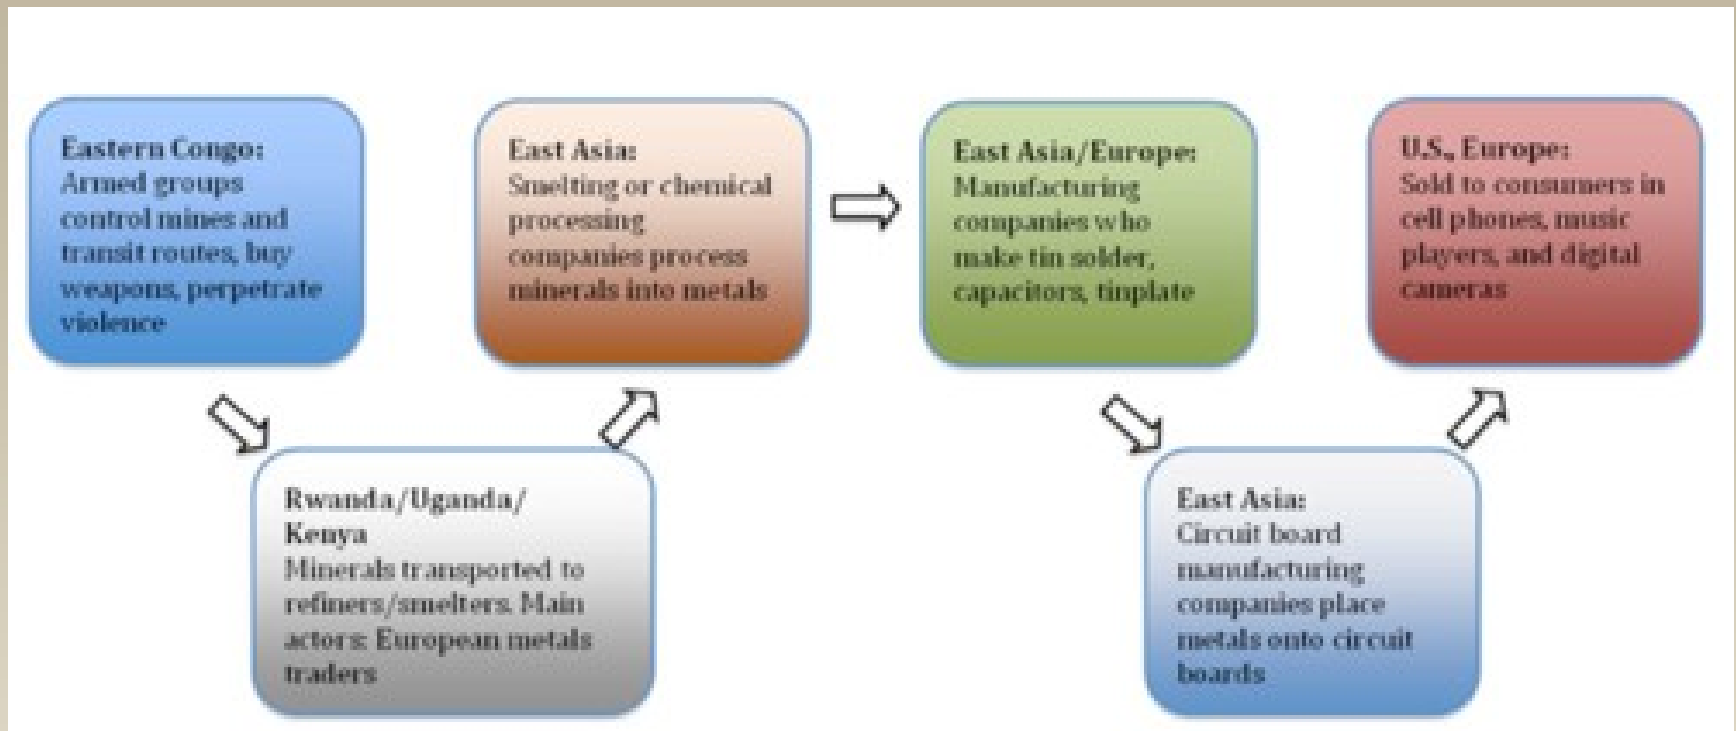 Eastern Congo:
Armed groups
control mines and
transit routes, buy
weapons, perpetrate
violence
Rwanda/Uganda/
Kenya
Minerals transported to
refiners/smelters. Main
actors: European metals
traders
East Asia:
Smelting or chemical
processing
companies process
minerals into metals
East Asia/Europe:
Manufacturing
companies who
make tin solder,
capacitors, tinplate
East Asia:
Circuit board
manufacturing
companies place
metals onto circuit
boards
U.S., Europe:
Sold to consumers in
cell phones, music
players, and digital
cameras